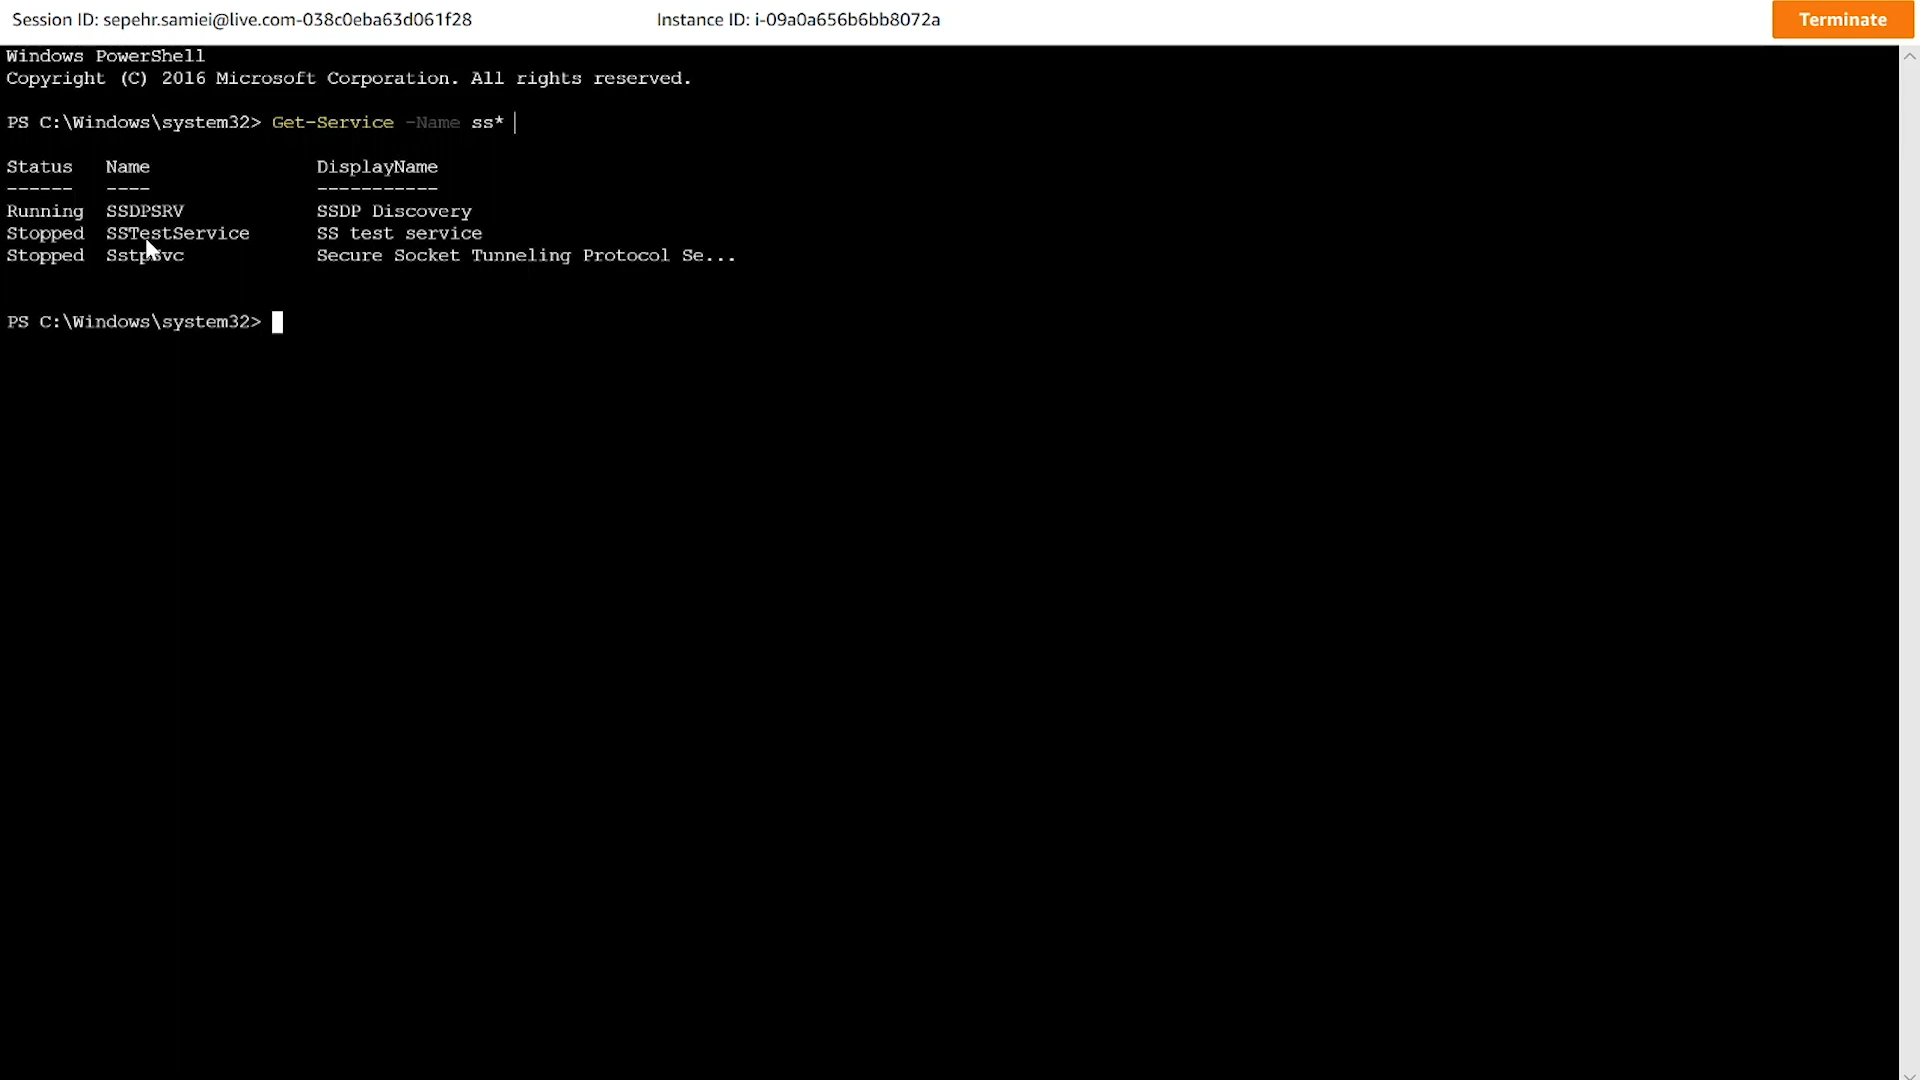 Session ID: sepehr.samiei@live.com-038c0eba63d061f28 Instance ID: i-09a0a656b6bb8072a Terminate
Windows PowerShell
Copyright (C) 2016 Microsoft Corporation. All rights reserved.
PS C:\Windows\system32> Get-Service -Name ss*
Status Name DisplayName
------ ---- -----------
Running SSDPSRV SSDP Discovery
Stopped SSTestService SS test service
Stopped SstpSvc Secure Socket Tunneling Protocol Se...
PS C:\Windows\system32>